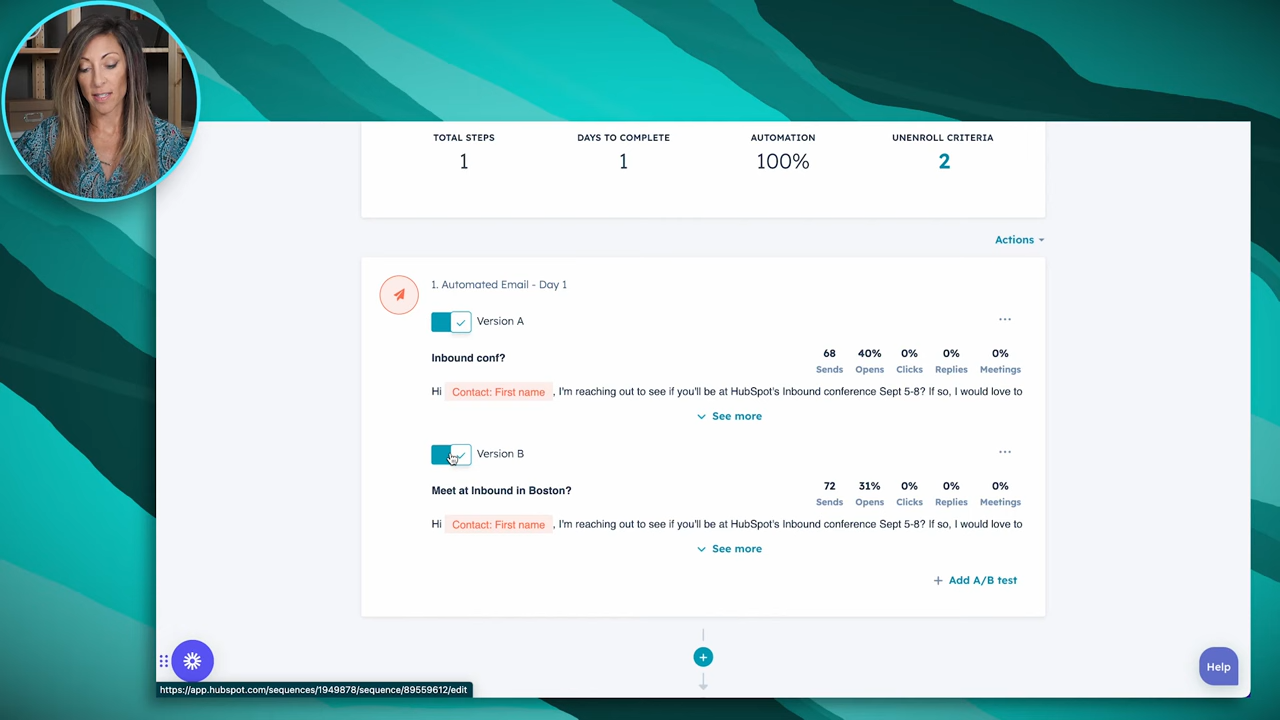 TOTAL STEPS DAYS TO COMPLETE AUTOMATION UNENROLL CRITERIA
1 1 100% 2
Actions
1. Automated Email - Day 1
Version A
Inbound conf?
68 40% 0% 0% 0%
Sends Opens Clicks Replies Meetings
Hi Contact: First name , I'm reaching out to see if you'll be at HubSpot's Inbound conference Sept 5-8? If so, I would love to
See more
Version B
Meet at Inbound in Boston?
72 31% 0% 0% 0%
Sends Opens Clicks Replies Meetings
Hi Contact: First name , I'm reaching out to see if you'll be at HubSpot's Inbound conference Sept 5-8? If so, I would love to
See more
+ Add A/B test
Help
https://app.hubspot.com/sequences/1949878/sequence/89559612/edit